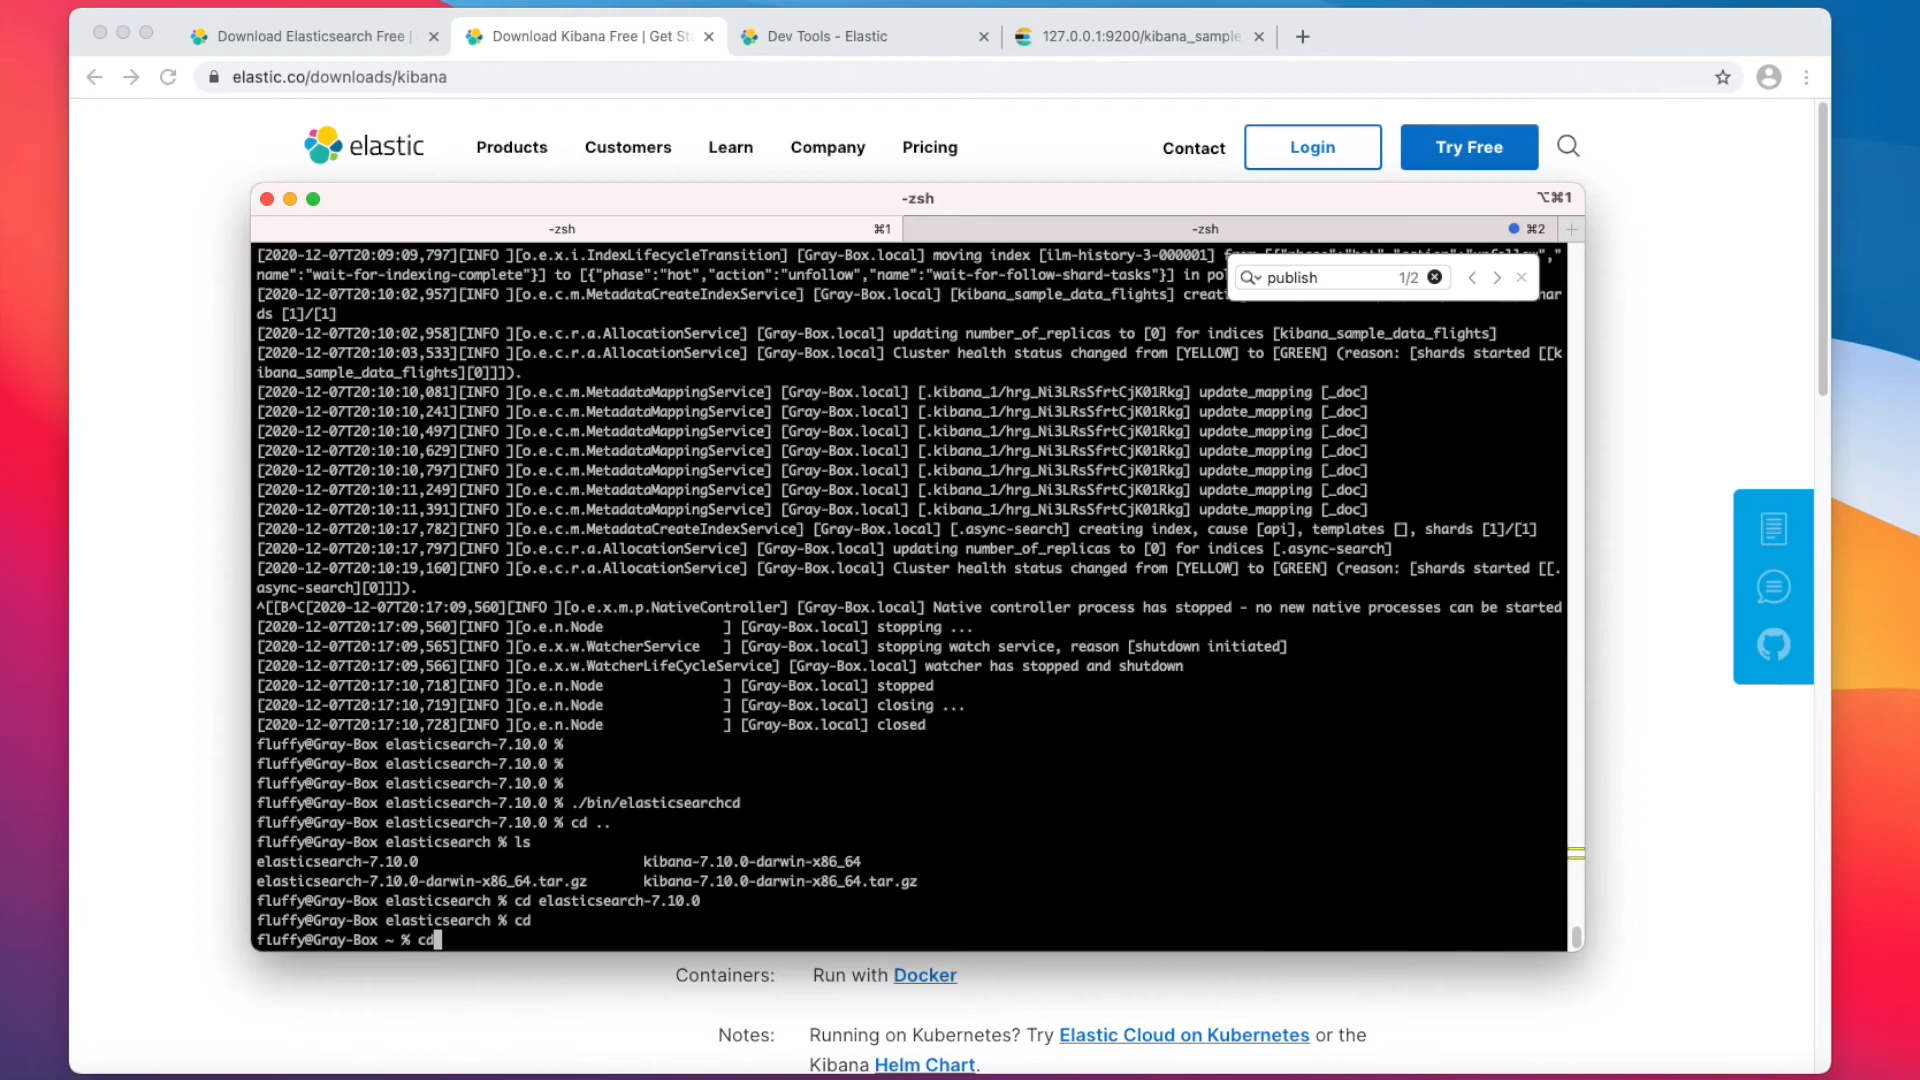 Download Elasticsearch Free |
Download Kibana Free | Get St
Dev Tools - Elastic
127.0.0.1:9200/kibana_sample_
elastic.co/downloads/kibana
elastic
Products
Customers
Learn
Company
Pricing
Contact
Login
Try Free
-zsh
⌥⌘1
-zsh
⌘1
-zsh
⌘2
publish
1/2
[2020-12-07T20:09:09,797][INFO ][o.e.x.i.IndexLifecycleTransition] [Gray-Box.local] moving index [ilm-history-3-000001] from [{"phase":"hot","action":"unfollow","
name":"wait-for-indexing-complete"}] to [{"phase":"hot","action":"unfollow","name":"wait-for-follow-shard-tasks"}] in
[2020-12-07T20:10:02,957][INFO ][o.e.c.m.MetadataCreateIndexService] [Gray-Box.local] [kibana_sample_data_flights]
ds [1]/[1]
[2020-12-07T20:10:02,958][INFO ][o.e.c.r.a.AllocationService] [Gray-Box.local] updating number_of_replicas to [0] for indices [kibana_sample_data_flights]
[2020-12-07T20:10:03,533][INFO ][o.e.c.r.a.AllocationService] [Gray-Box.local] Cluster health status changed from [YELLOW] to [GREEN] (reason: [shards started [[k
ibana_sample_data_flights][0]]]).
[2020-12-07T20:10:10,081][INFO ][o.e.c.m.MetadataMappingService] [Gray-Box.local] [.kibana_1/hrg_Ni3LRsSfrtCjK01Rkg] update_mapping [_doc]
[2020-12-07T20:10:10,241][INFO ][o.e.c.m.MetadataMappingService] [Gray-Box.local] [.kibana_1/hrg_Ni3LRsSfrtCjK01Rkg] update_mapping [_doc]
[2020-12-07T20:10:10,497][INFO ][o.e.c.m.MetadataMappingService] [Gray-Box.local] [.kibana_1/hrg_Ni3LRsSfrtCjK01Rkg] update_mapping [_doc]
[2020-12-07T20:10:10,629][INFO ][o.e.c.m.MetadataMappingService] [Gray-Box.local] [.kibana_1/hrg_Ni3LRsSfrtCjK01Rkg] update_mapping [_doc]
[2020-12-07T20:10:10,797][INFO ][o.e.c.m.MetadataMappingService] [Gray-Box.local] [.kibana_1/hrg_Ni3LRsSfrtCjK01Rkg] update_mapping [_doc]
[2020-12-07T20:10:11,249][INFO ][o.e.c.m.MetadataMappingService] [Gray-Box.local] [.kibana_1/hrg_Ni3LRsSfrtCjK01Rkg] update_mapping [_doc]
[2020-12-07T20:10:11,391][INFO ][o.e.c.m.MetadataMappingService] [Gray-Box.local] [.kibana_1/hrg_Ni3LRsSfrtCjK01Rkg] update_mapping [_doc]
[2020-12-07T20:10:17,782][INFO ][o.e.c.m.MetadataCreateIndexService] [Gray-Box.local] [.async-search] creating index, cause [api], templates [], shards [1]/[1]
[2020-12-07T20:10:17,797][INFO ][o.e.c.r.a.AllocationService] [Gray-Box.local] updating number_of_replicas to [0] for indices [.async-search]
[2020-12-07T20:10:19,160][INFO ][o.e.c.r.a.AllocationService] [Gray-Box.local] Cluster health status changed from [YELLOW] to [GREEN] (reason: [shards started [[.
async-search][0]]]).
^[[B^C[2020-12-07T20:17:09,560][INFO ][o.e.x.m.p.NativeController] [Gray-Box.local] Native controller process has stopped - no new native processes can be started
[2020-12-07T20:17:09,560][INFO ][o.e.n.Node ] [Gray-Box.local] stopping ...
[2020-12-07T20:17:09,565][INFO ][o.e.x.w.WatcherService ] [Gray-Box.local] stopping watch service, reason [shutdown initiated]
[2020-12-07T20:17:09,566][INFO ][o.e.x.w.WatcherLifeCycleService] [Gray-Box.local] watcher has stopped and shutdown
[2020-12-07T20:17:10,718][INFO ][o.e.n.Node ] [Gray-Box.local] stopped
[2020-12-07T20:17:10,719][INFO ][o.e.n.Node ] [Gray-Box.local] closing ...
[2020-12-07T20:17:10,728][INFO ][o.e.n.Node ] [Gray-Box.local] closed
fluffy@Gray-Box elasticsearch-7.10.0 %
fluffy@Gray-Box elasticsearch-7.10.0 %
fluffy@Gray-Box elasticsearch-7.10.0 %
fluffy@Gray-Box elasticsearch-7.10.0 % ./bin/elasticsearchcd
fluffy@Gray-Box elasticsearch-7.10.0 % cd ..
fluffy@Gray-Box elasticsearch % ls
elasticsearch-7.10.0 kibana-7.10.0-darwin-x86_64
elasticsearch-7.10.0-darwin-x86_64.tar.gz kibana-7.10.0-darwin-x86_64.tar.gz
fluffy@Gray-Box elasticsearch % cd elasticsearch-7.10.0
fluffy@Gray-Box elasticsearch % cd
fluffy@Gray-Box ~ % cd
Containers: Run with Docker
Notes: Running on Kubernetes? Try Elastic Cloud on Kubernetes or the
Kibana Helm Chart.